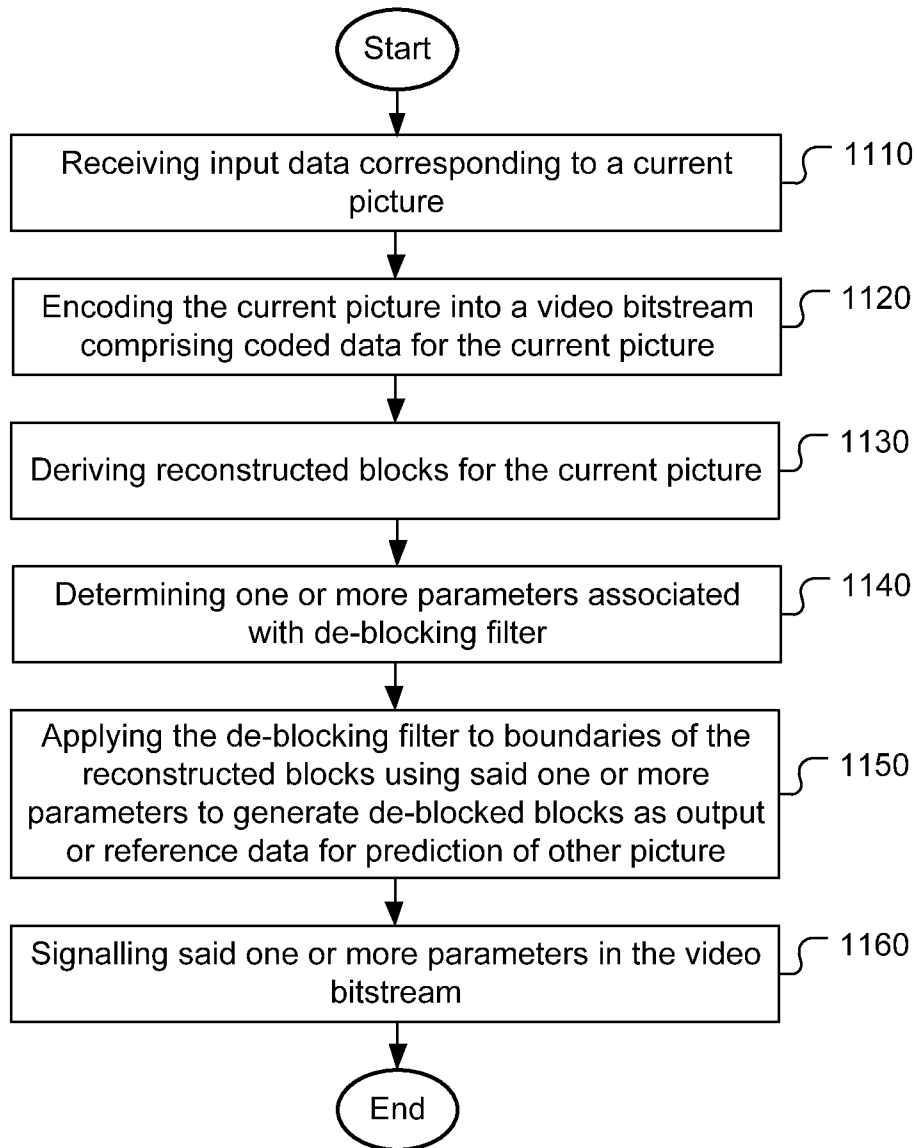 Start
Receiving input data corresponding to a current
picture
1110
Encoding the current picture into a video bitstream
comprising coded data for the current picture
1120
Deriving reconstructed blocks for the current picture
1130
Determining one or more parameters associated
with de-blocking filter
1140
Applying the de-blocking filter to boundaries of the
reconstructed blocks using said one or more
parameters to generate de-blocked blocks as output
or reference data for prediction of other picture
1150
Signalling said one or more parameters in the video
bitstream
1160
End